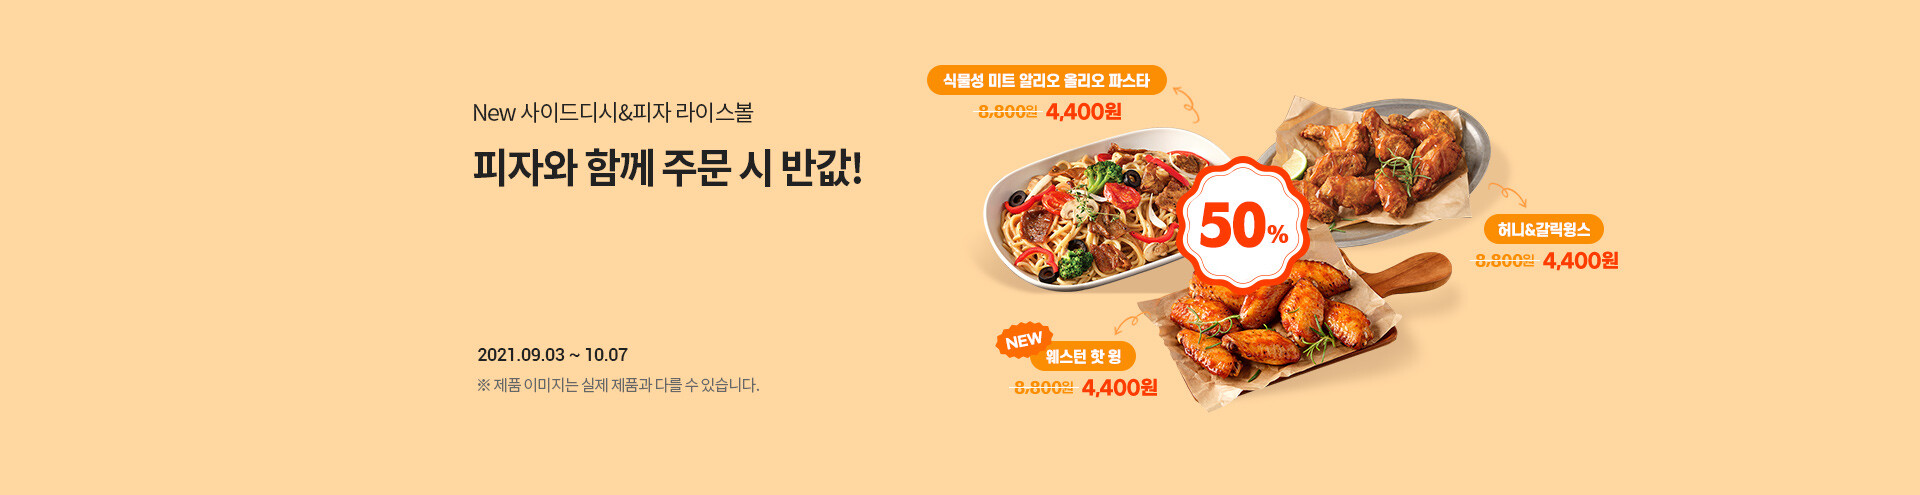 New 사이드디시&피자 라이스볼
피자와 함께 주문 시 반값!
2021.09.03 ~ 10.07
※ 제품 이미지는 실제 제품과 다를 수 있습니다.
식물성 미트 알리오 올리오 파스타
8,800원 4,400원
50%
허니&갈릭윙스
8,800원 4,400원
NEW
웨스턴 핫 윙
8,800원 4,400원